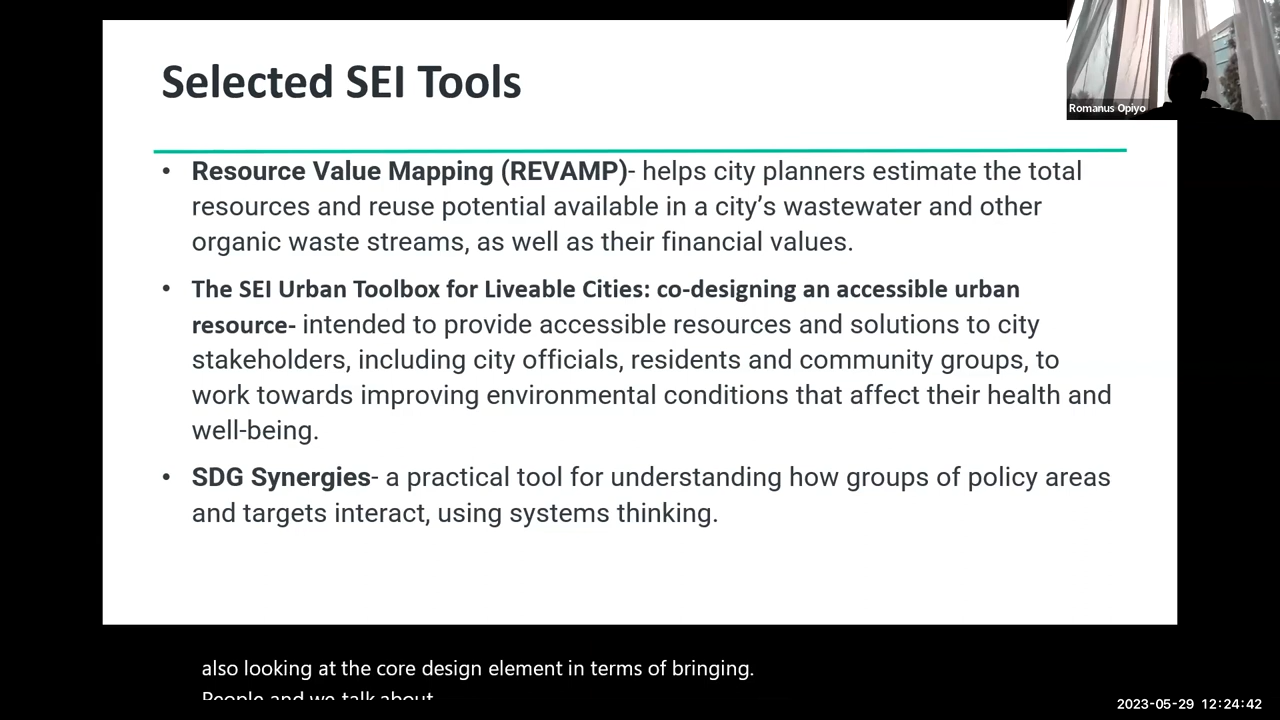 Selected SEI Tools
Romanus Opiyo
• Resource Value Mapping (REVAMP)- helps city planners estimate the total
resources and reuse potential available in a city’s wastewater and other
organic waste streams, as well as their financial values.
• The SEI Urban Toolbox for Liveable Cities: co-designing an accessible urban
resource- intended to provide accessible resources and solutions to city
stakeholders, including city officials, residents and community groups, to
work towards improving environmental conditions that affect their health and
well-being.
• SDG Synergies- a practical tool for understanding how groups of policy areas
and targets interact, using systems thinking.
also looking at the core design element in terms of bringing.
People and we talk about
2023-05-29 12:24:42